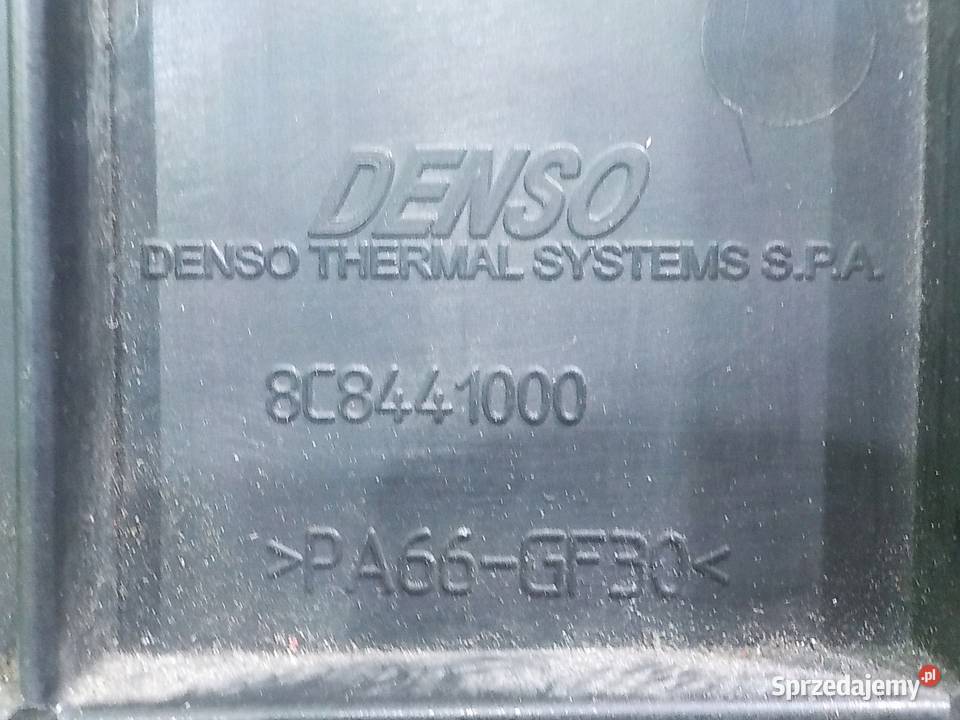 DENSO
DENSO THERMAL SYSTEMS S.P.A.
8C8441000
>PA66-GF30<
Sprzedajemy.pl